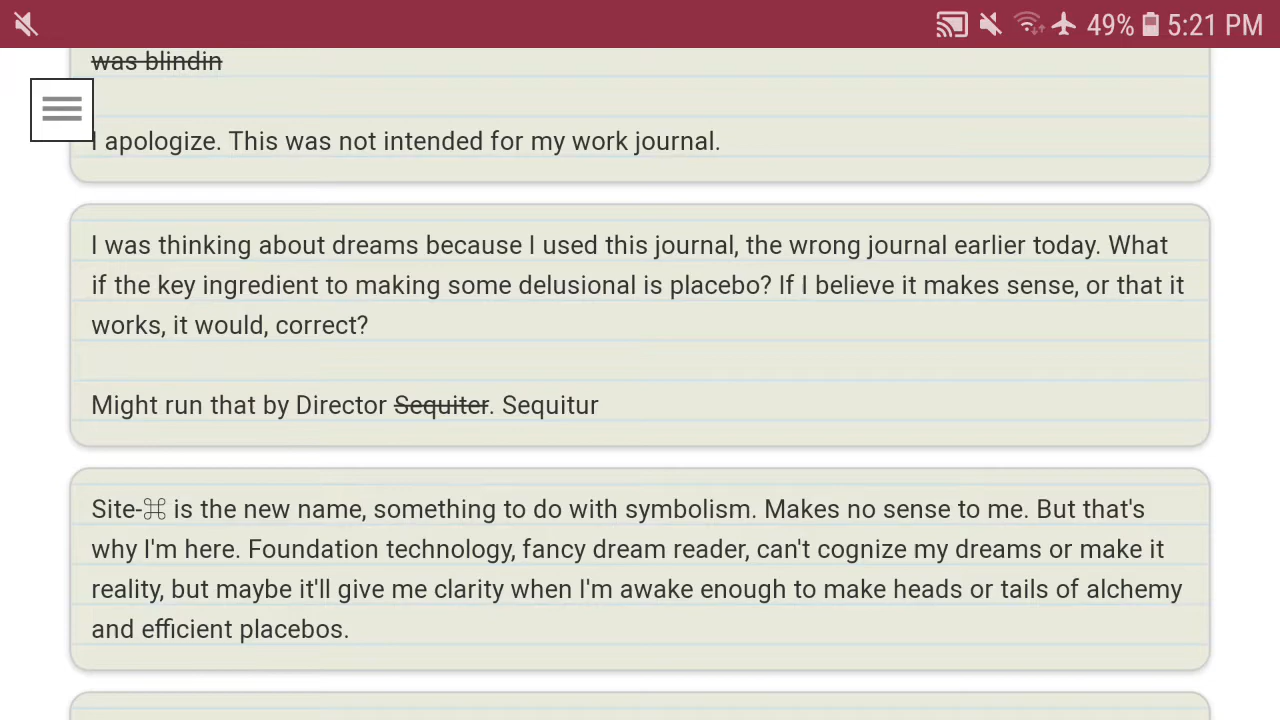 49% 5:21 PM
was blindin
I apologize. This was not intended for my work journal.
I was thinking about dreams because I used this journal, the wrong journal earlier today. What
if the key ingredient to making some delusional is placebo? If I believe it makes sense, or that it
works, it would, correct?
Might run that by Director Sequiter. Sequitur
Site-⌘ is the new name, something to do with symbolism. Makes no sense to me. But that's
why I'm here. Foundation technology, fancy dream reader, can't cognize my dreams or make it
reality, but maybe it'll give me clarity when I'm awake enough to make heads or tails of alchemy
and efficient placebos.